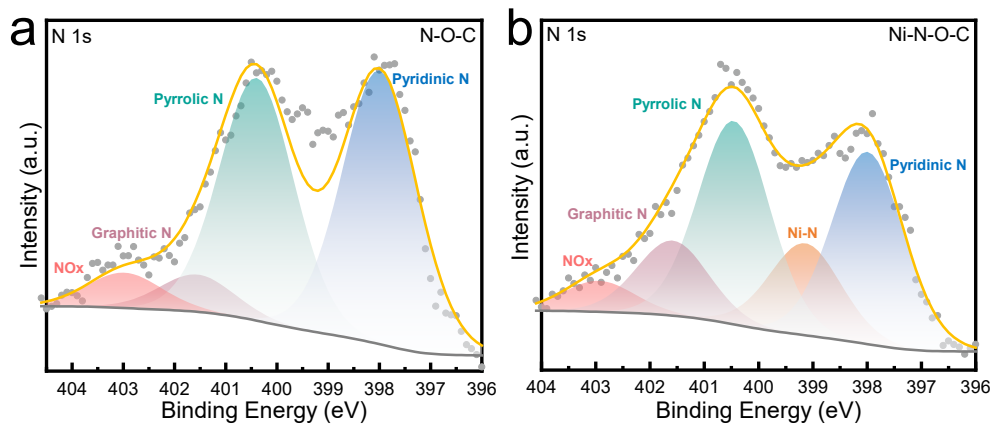 a
N 1s
N-O-C
Pyrrolic N
Pyridinic N
Graphitic N
NOx
Intensity (a.u.)
404 403 402 401 400 399 398 397 396
Binding Energy (eV)
b
N 1s
Ni-N-O-C
Pyrrolic N
Pyridinic N
Graphitic N
Ni-N
NOx
Intensity (a.u.)
404 403 402 401 400 399 398 397 396
Binding Energy (eV)